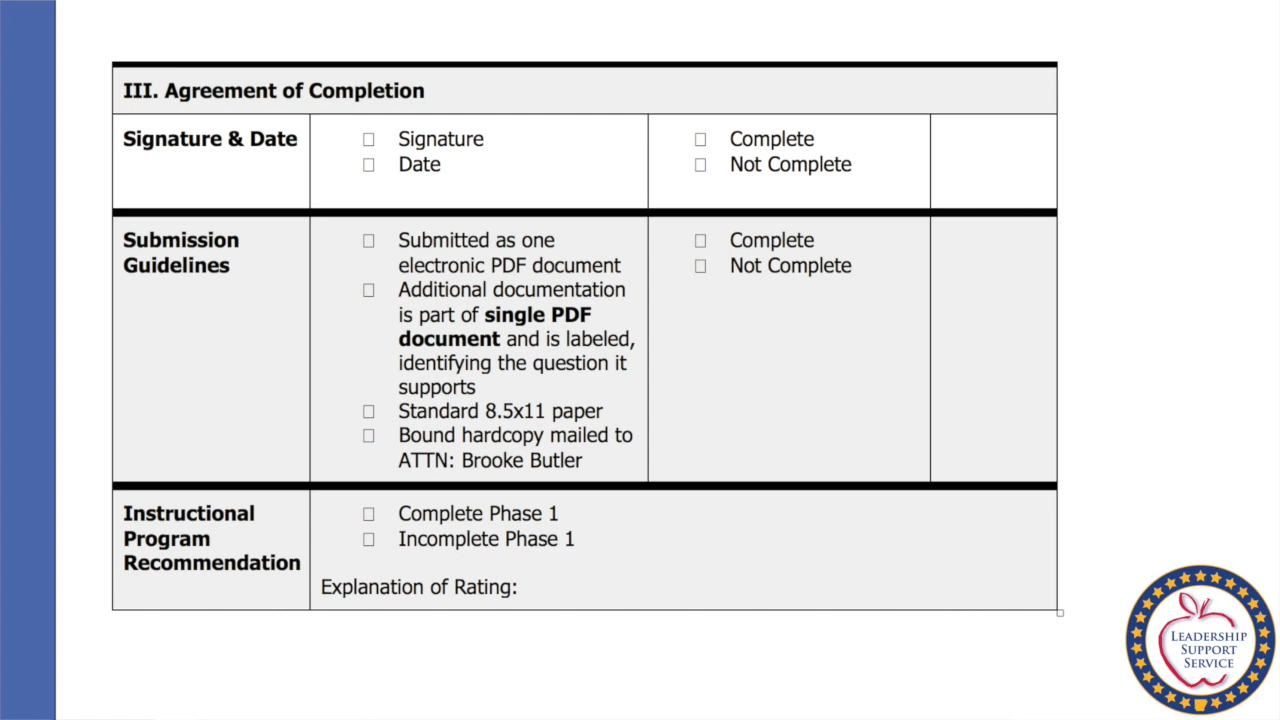 III. Agreement of Completion
Signature & Date
☐ Signature
☐ Date
☐ Complete
☐ Not Complete
Submission
Guidelines
☐ Submitted as one
electronic PDF document
☐ Additional documentation
is part of single PDF
document and is labeled,
identifying the question it
supports
☐ Standard 8.5x11 paper
☐ Bound hardcopy mailed to
ATTN: Brooke Butler
☐ Complete
☐ Not Complete
Instructional
Program
Recommendation
☐ Complete Phase 1
☐ Incomplete Phase 1
Explanation of Rating:
LEADERSHIP
SUPPORT
SERVICE